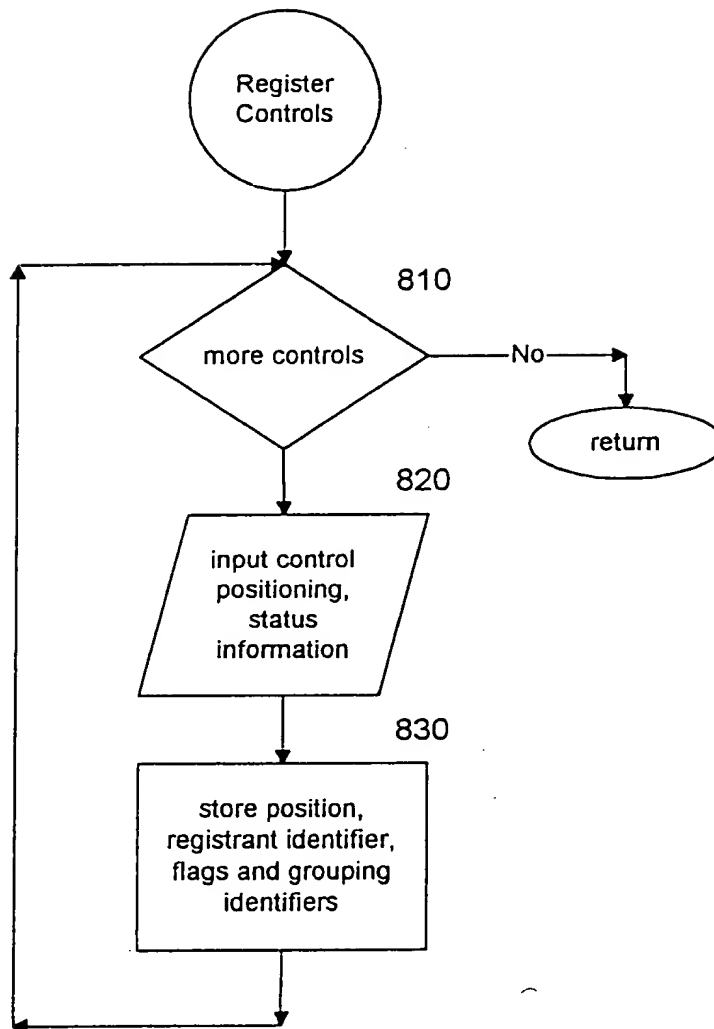 Register
Controls
810
more controls
No
return
820
input control
positioning,
status
information
830
store position,
registrant identifier,
flags and grouping
identifiers